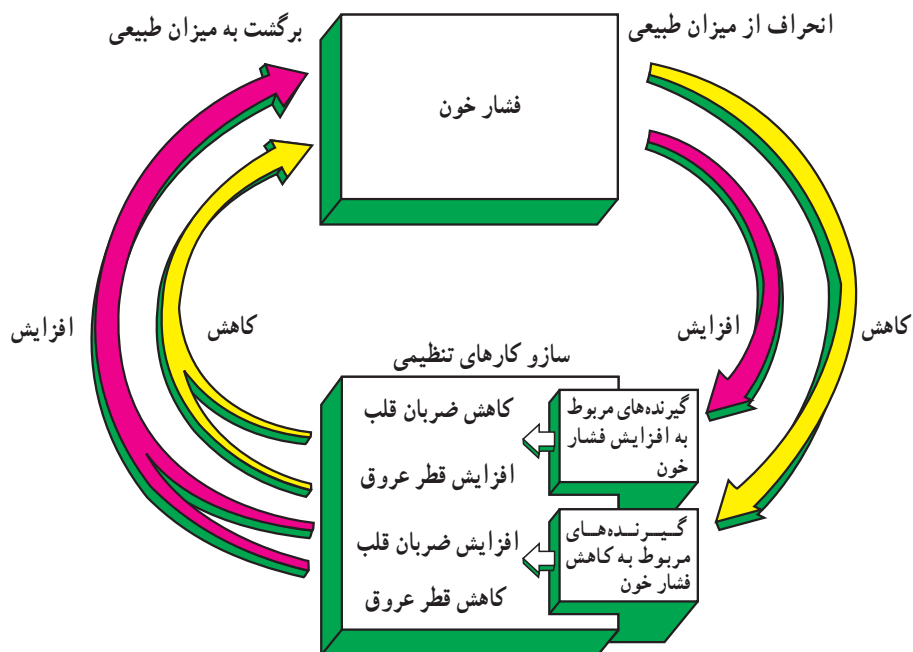 انحراف از میزان طبیعی
برگشت به میزان طبیعی
فشار خون
کاهش
افزایش
کاهش
افزایش
سازو کارهای تنظیمی
گیرنده‌های مربوط
به افزایش فشار
خون
کاهش ضربان قلب
افزایش قطر عروق
گیـرنـده‌هـای
مربوط به کاهش
فشار خون
افزایش ضربان قلب
کاهش قطر عروق